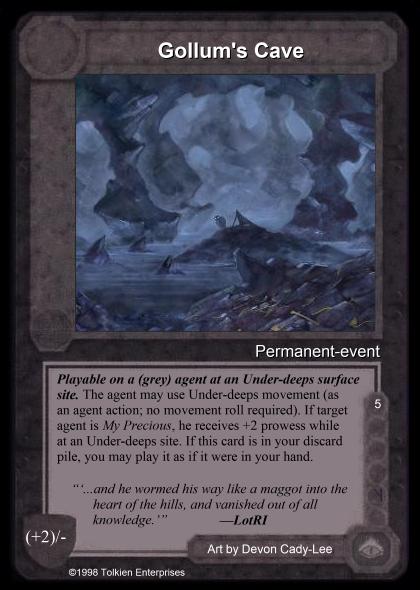 Gollum's Cave
Permanent-event
Playable on a (grey) agent at an Under-deeps surface
site. The agent may use Under-deeps movement (as
an agent action; no movement roll required). If target
agent is My Precious, he receives +2 prowess while
at an Under-deeps site. If this card is in your discard
pile, you may play it as if it were in your hand.
5
“‘...and he wormed his way like a maggot into the
heart of the hills, and vanished out of all
knowledge.’” —LotRI
(+2)/-
Art by Devon Cady-Lee
©1998 Tolkien Enterprises